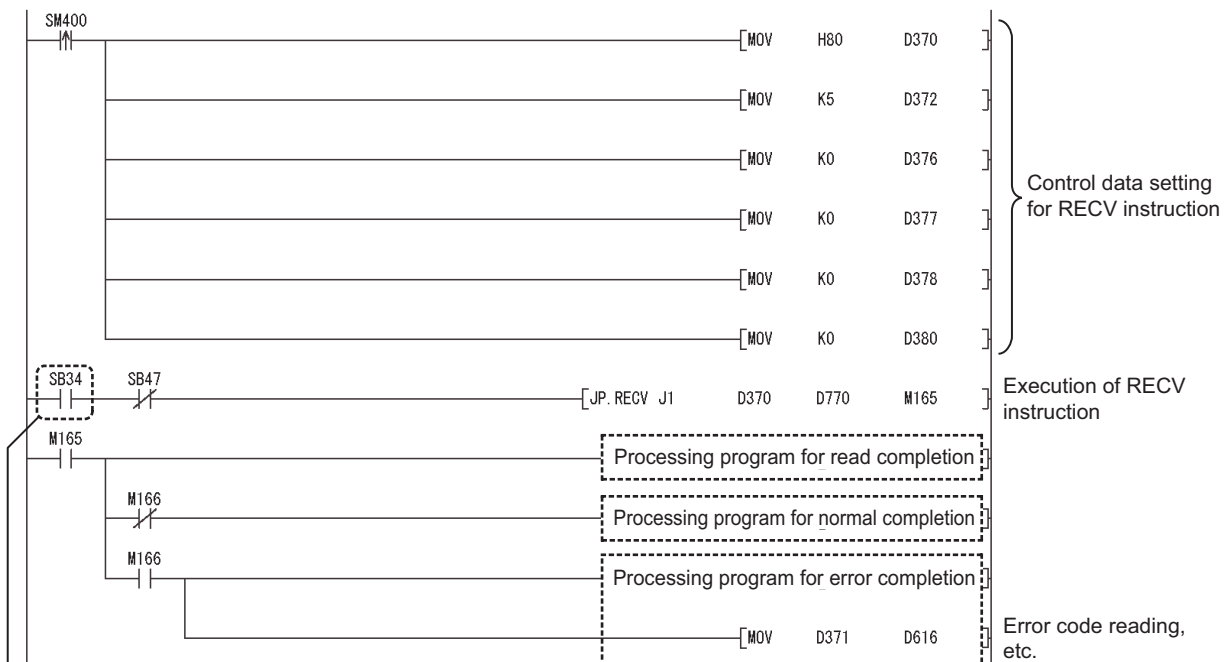 SM400
MOV H80 D370
MOV K5 D372
MOV K0 D376
MOV K0 D377
MOV K0 D378
MOV K0 D380
Control data setting
for RECV instruction
SB34 SB47
JP.RECV J1 D370 D770 M165
Execution of RECV
instruction
M165
Processing program for read completion
M166
Processing program for normal completion
M166
Processing program for error completion
MOV D371 D616
Error code reading,
etc.